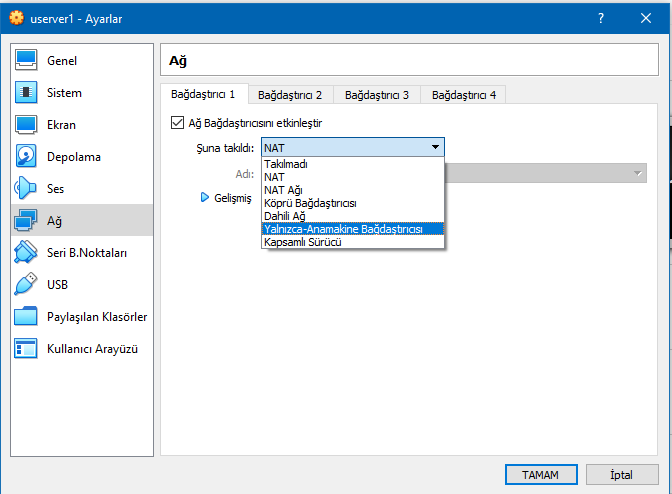 userver1 - Ayarlar
?
Genel
Sistem
Ekran
Depolama
Ses
Ağ
Seri B.Noktaları
USB
Paylaşılan Klasörler
Kullanıcı Arayüzü
Ağ
Bağdaştırıcı 1
Bağdaştırıcı 2
Bağdaştırıcı 3
Bağdaştırıcı 4
Ağ Bağdaştırıcısını etkinleştir
Şuna takıldı:
NAT
Adı:
Gelişmiş
Takılmadı
NAT
NAT Ağı
Köprü Bağdaştırıcısı
Dahili Ağ
Yalnızca-Anamakine Bağdaştırıcısı
Kapsamlı Sürücü
TAMAM
İptal